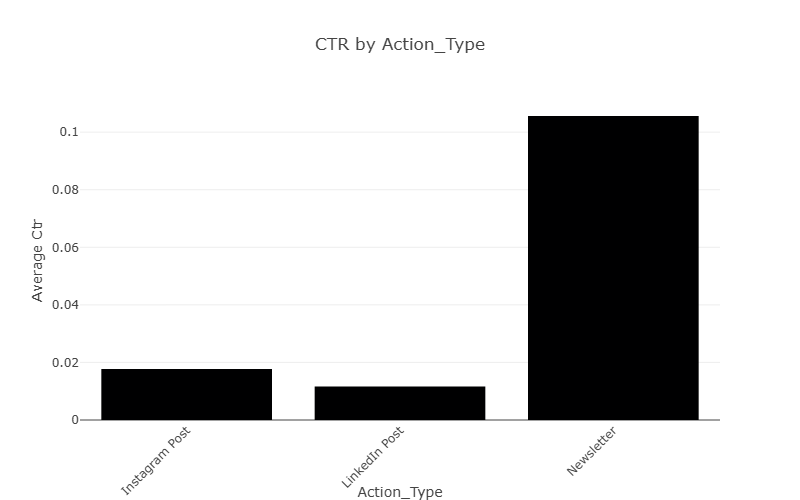 CTR by Action_Type
Average Ctr
0.1
0.08
0.06
0.04
0.02
0
Instagram Post
LinkedIn Post
Newsletter
Action_Type